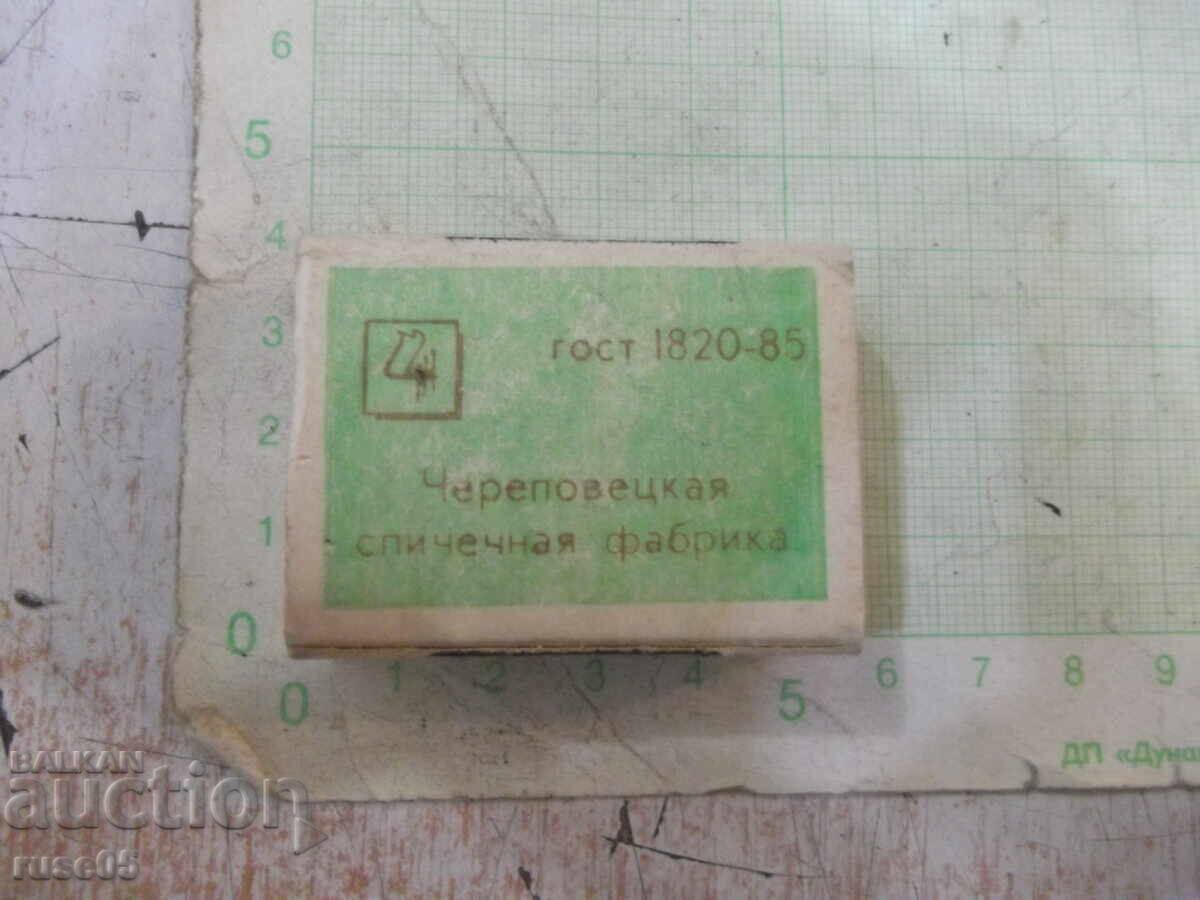 6
5
4
3
2
1
0
гост 1820-85
Череповецкая
спичечная фабрика
0 1 2 3 4 5 6 7 8 9
ДП «Дуна
BALKAN
auction
ruse05